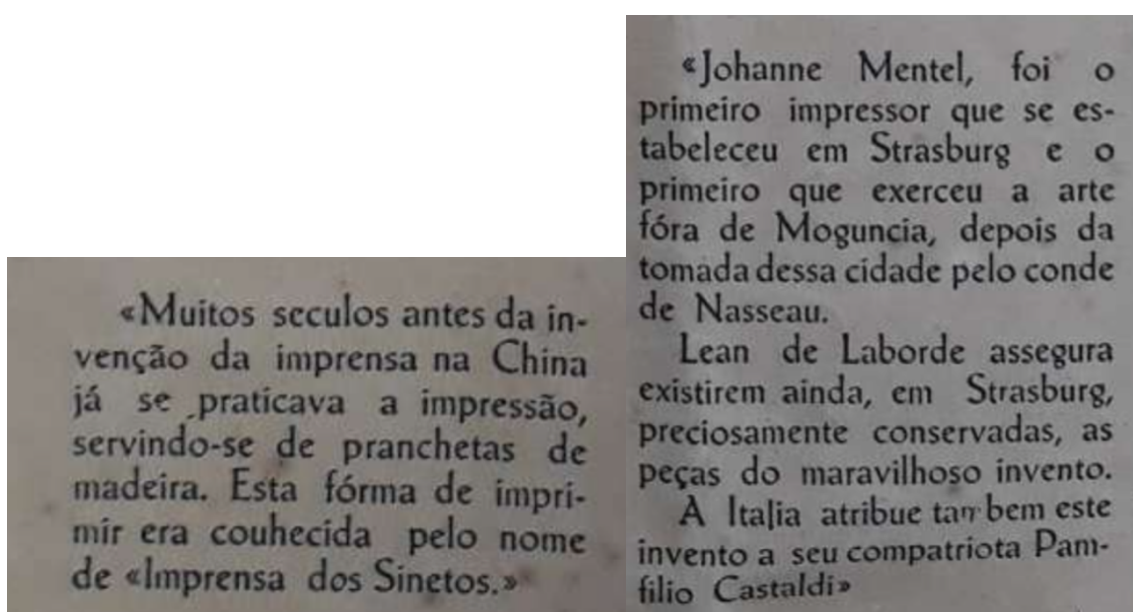 «Muitos seculos antes da in-
venção da imprensa na China
já se praticava a impressão,
servindo-se de pranchetas de
madeira. Esta fórma de impri-
mir era couhecida pelo nome
de «Imprensa dos Sinetos.»
«Johanne Mentel, foi o
primeiro impressor que se es-
tabeleceu em Strasburg e o
primeiro que exerceu a arte
fóra de Moguncia, depois da
tomada dessa cidade pelo conde
de Nasseau.
Lean de Laborde assegura
existirem ainda, em Strasburg,
preciosamente conservadas, as
peças do maravilhoso invento.
A Italia atribue tambem este
invento a seu compatriota Pam-
filio Castaldi»